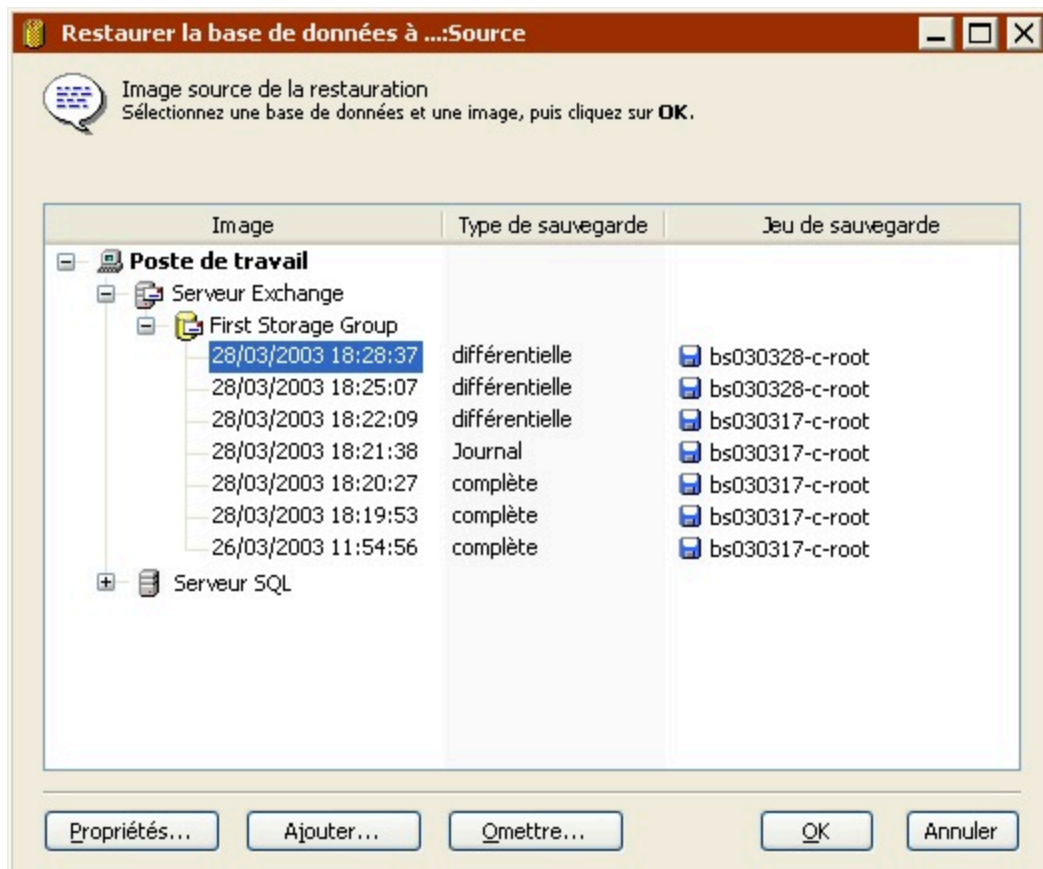 Restaurer la base de données à ...:Source
Image source de la restauration
Sélectionnez une base de données et une image, puis cliquez sur OK.
Image Type de sauvegarde Jeu de sauvegarde
Poste de travail
Serveur Exchange
First Storage Group
28/03/2003 18:28:37 différentielle bs030328-c-root
28/03/2003 18:25:07 différentielle bs030328-c-root
28/03/2003 18:22:09 différentielle bs030317-c-root
28/03/2003 18:21:38 Journal bs030317-c-root
28/03/2003 18:20:27 complète bs030317-c-root
28/03/2003 18:19:53 complète bs030317-c-root
26/03/2003 11:54:56 complète bs030317-c-root
Serveur SQL
Propriétés... Ajouter... Omettre... OK Annuler